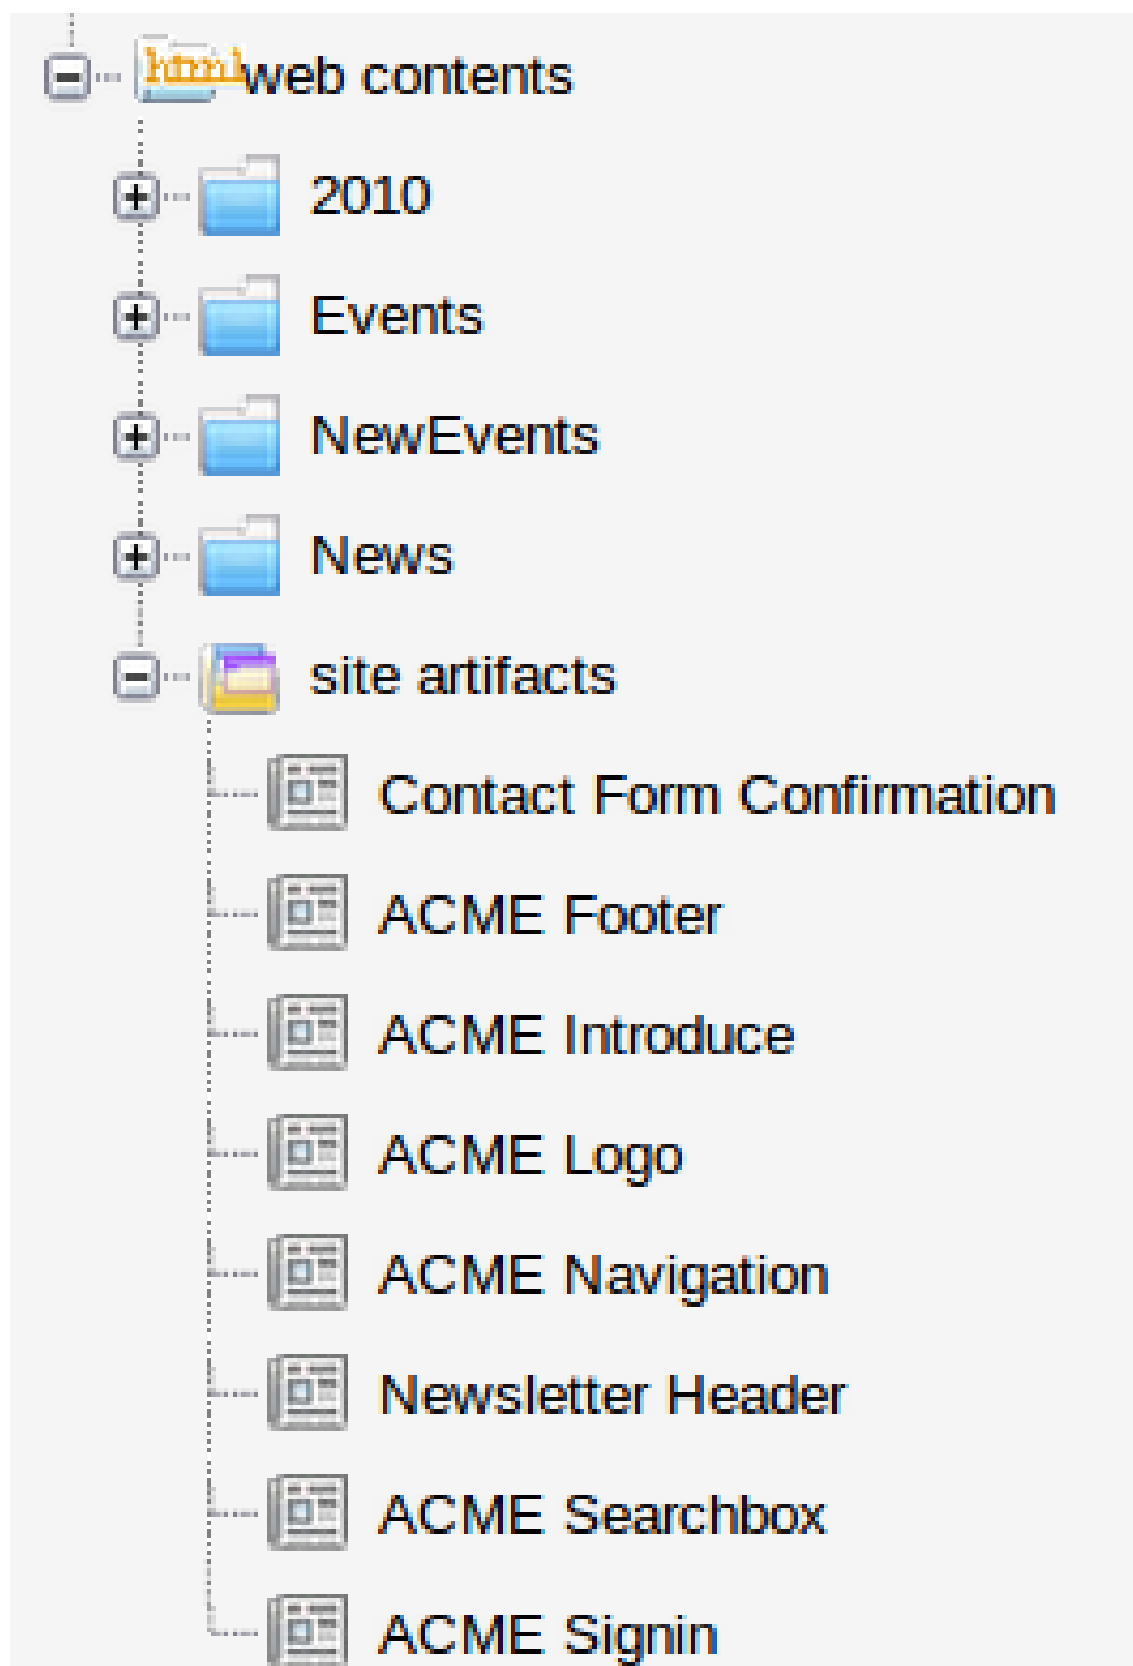 html web contents
2010
Events
NewEvents
News
site artifacts
Contact Form Confirmation
ACME Footer
ACME Introduce
ACME Logo
ACME Navigation
Newsletter Header
ACME Searchbox
ACME Signin